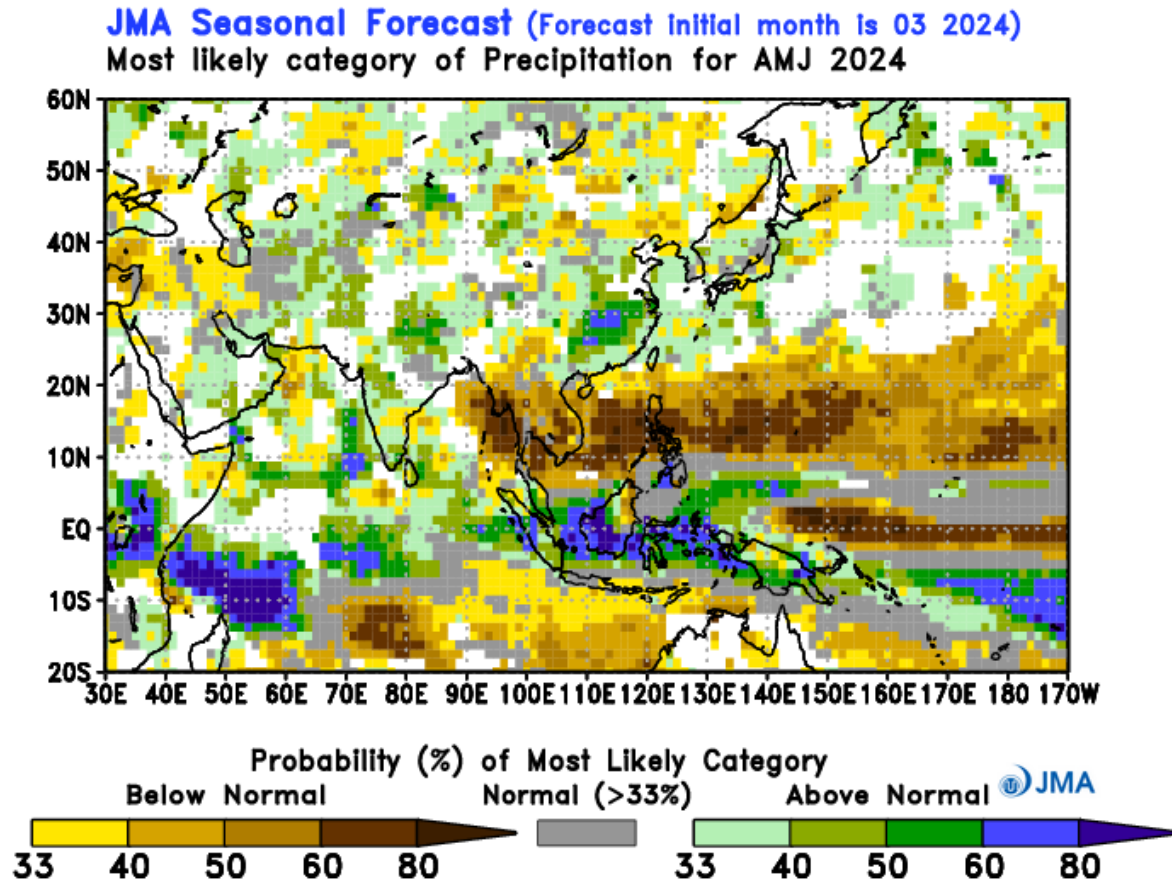 JMA Seasonal Forecast (Forecast initial month is 03 2024)
Most likely category of Precipitation for AMJ 2024
60N
50N
40N
30N
20N
10N
EQ
10S
20S
30E 40E 50E 60E 70E 80E 90E 100E 110E 120E 130E 140E 150E 160E 170E 180 170W
Probability (%) of Most Likely Category
Below Normal Normal (>33%) Above Normal JMA
33 40 50 60 80 33 40 50 60 80